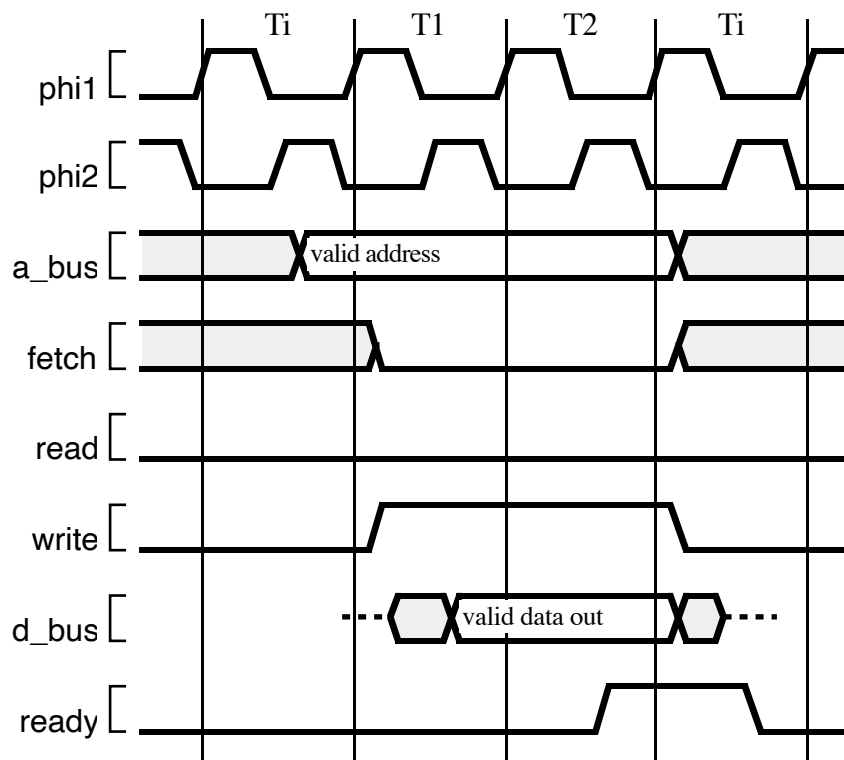 Ti T1 T2 Ti
phi1
phi2
a_bus valid address
fetch
read
write
d_bus valid data out
ready